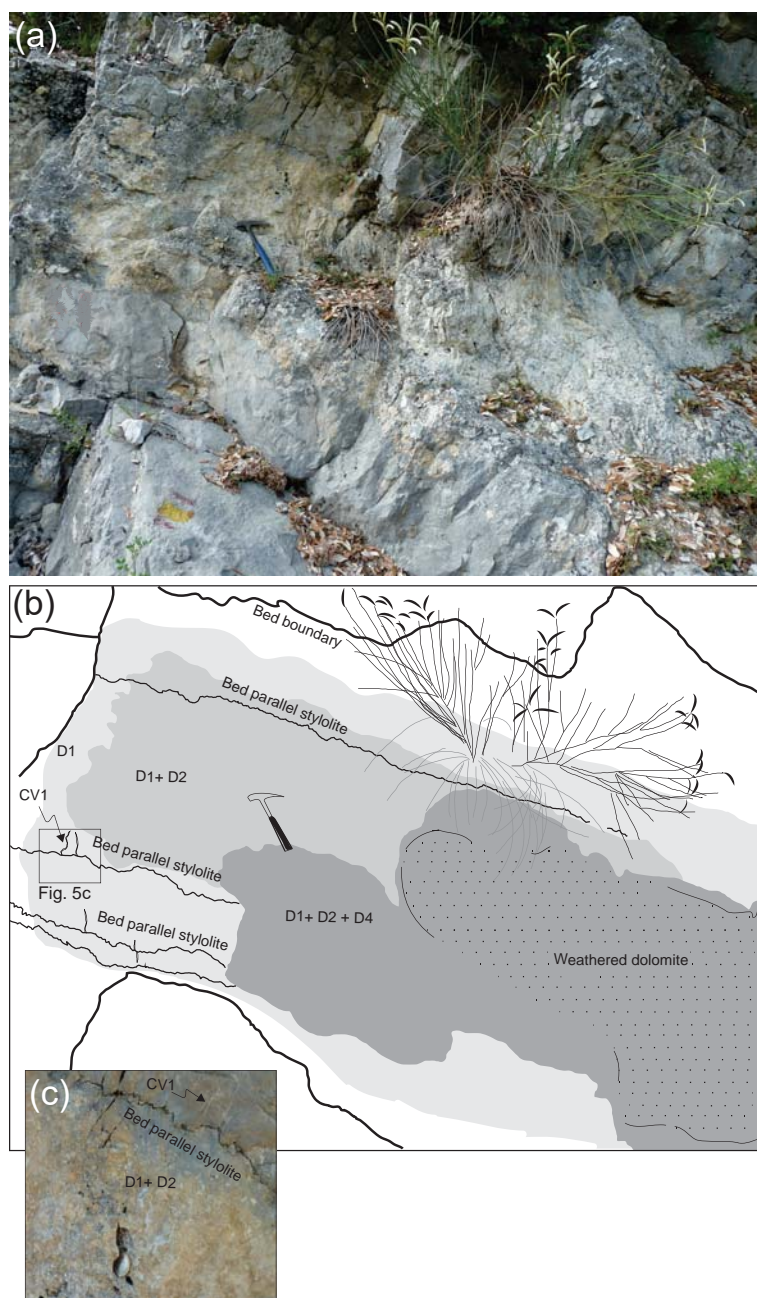 (a)
(b)
Bed boundary
Bed parallel stylolite
D1
D1+ D2
CV1
Bed parallel stylolite
Fig. 5c
Bed parallel stylolite
D1+ D2 + D4
Weathered dolomite
(c)
CV1
Bed parallel stylolite
D1+ D2